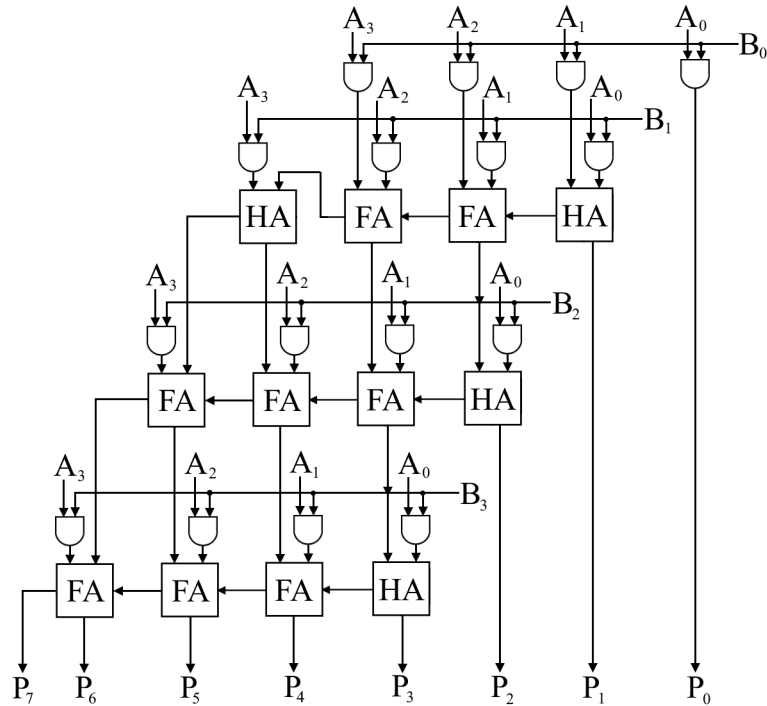 A₃ A₂ A₁ A₀
B₀
A₃ A₂ A₁ A₀
B₁
HA FA FA HA
A₃ A₂ A₁ A₀
B₂
FA FA FA HA
A₃ A₂ A₁ A₀
B₃
FA FA FA HA
P₇ P₆ P₅ P₄ P₃ P₂ P₁ P₀